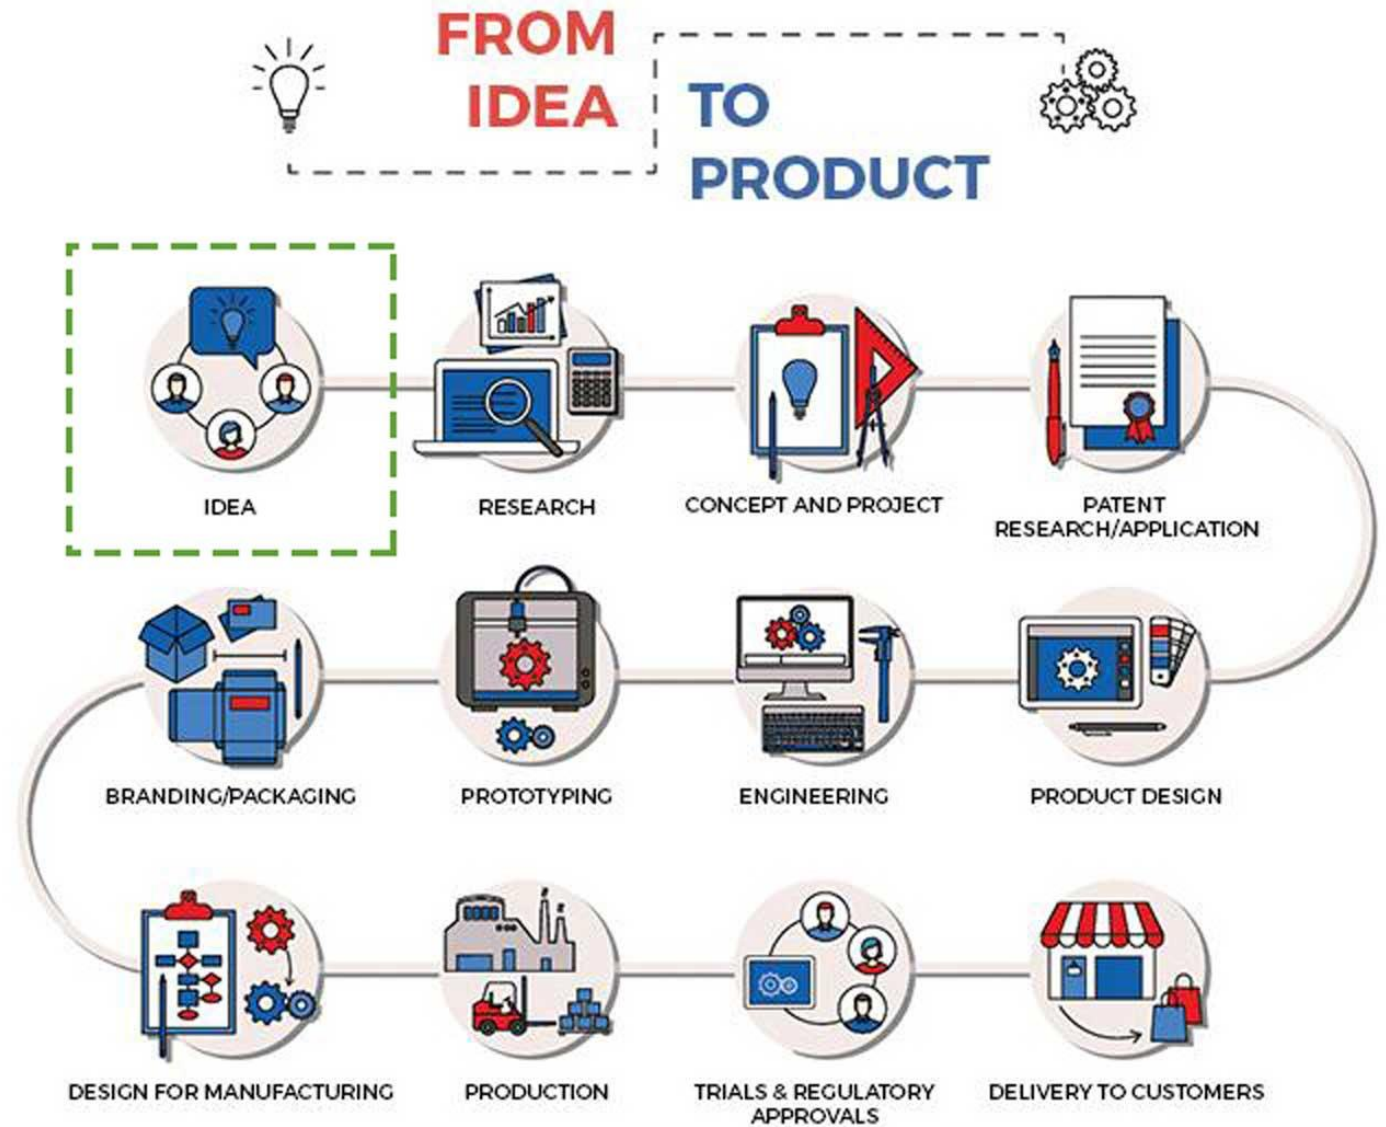 FROM
IDEA
TO
PRODUCT
IDEA
RESEARCH
CONCEPT AND PROJECT
PATENT
RESEARCH/APPLICATION
BRANDING/PACKAGING
PROTOTYPING
ENGINEERING
PRODUCT DESIGN
DESIGN FOR MANUFACTURING
PRODUCTION
TRIALS & REGULATORY
APPROVALS
DELIVERY TO CUSTOMERS